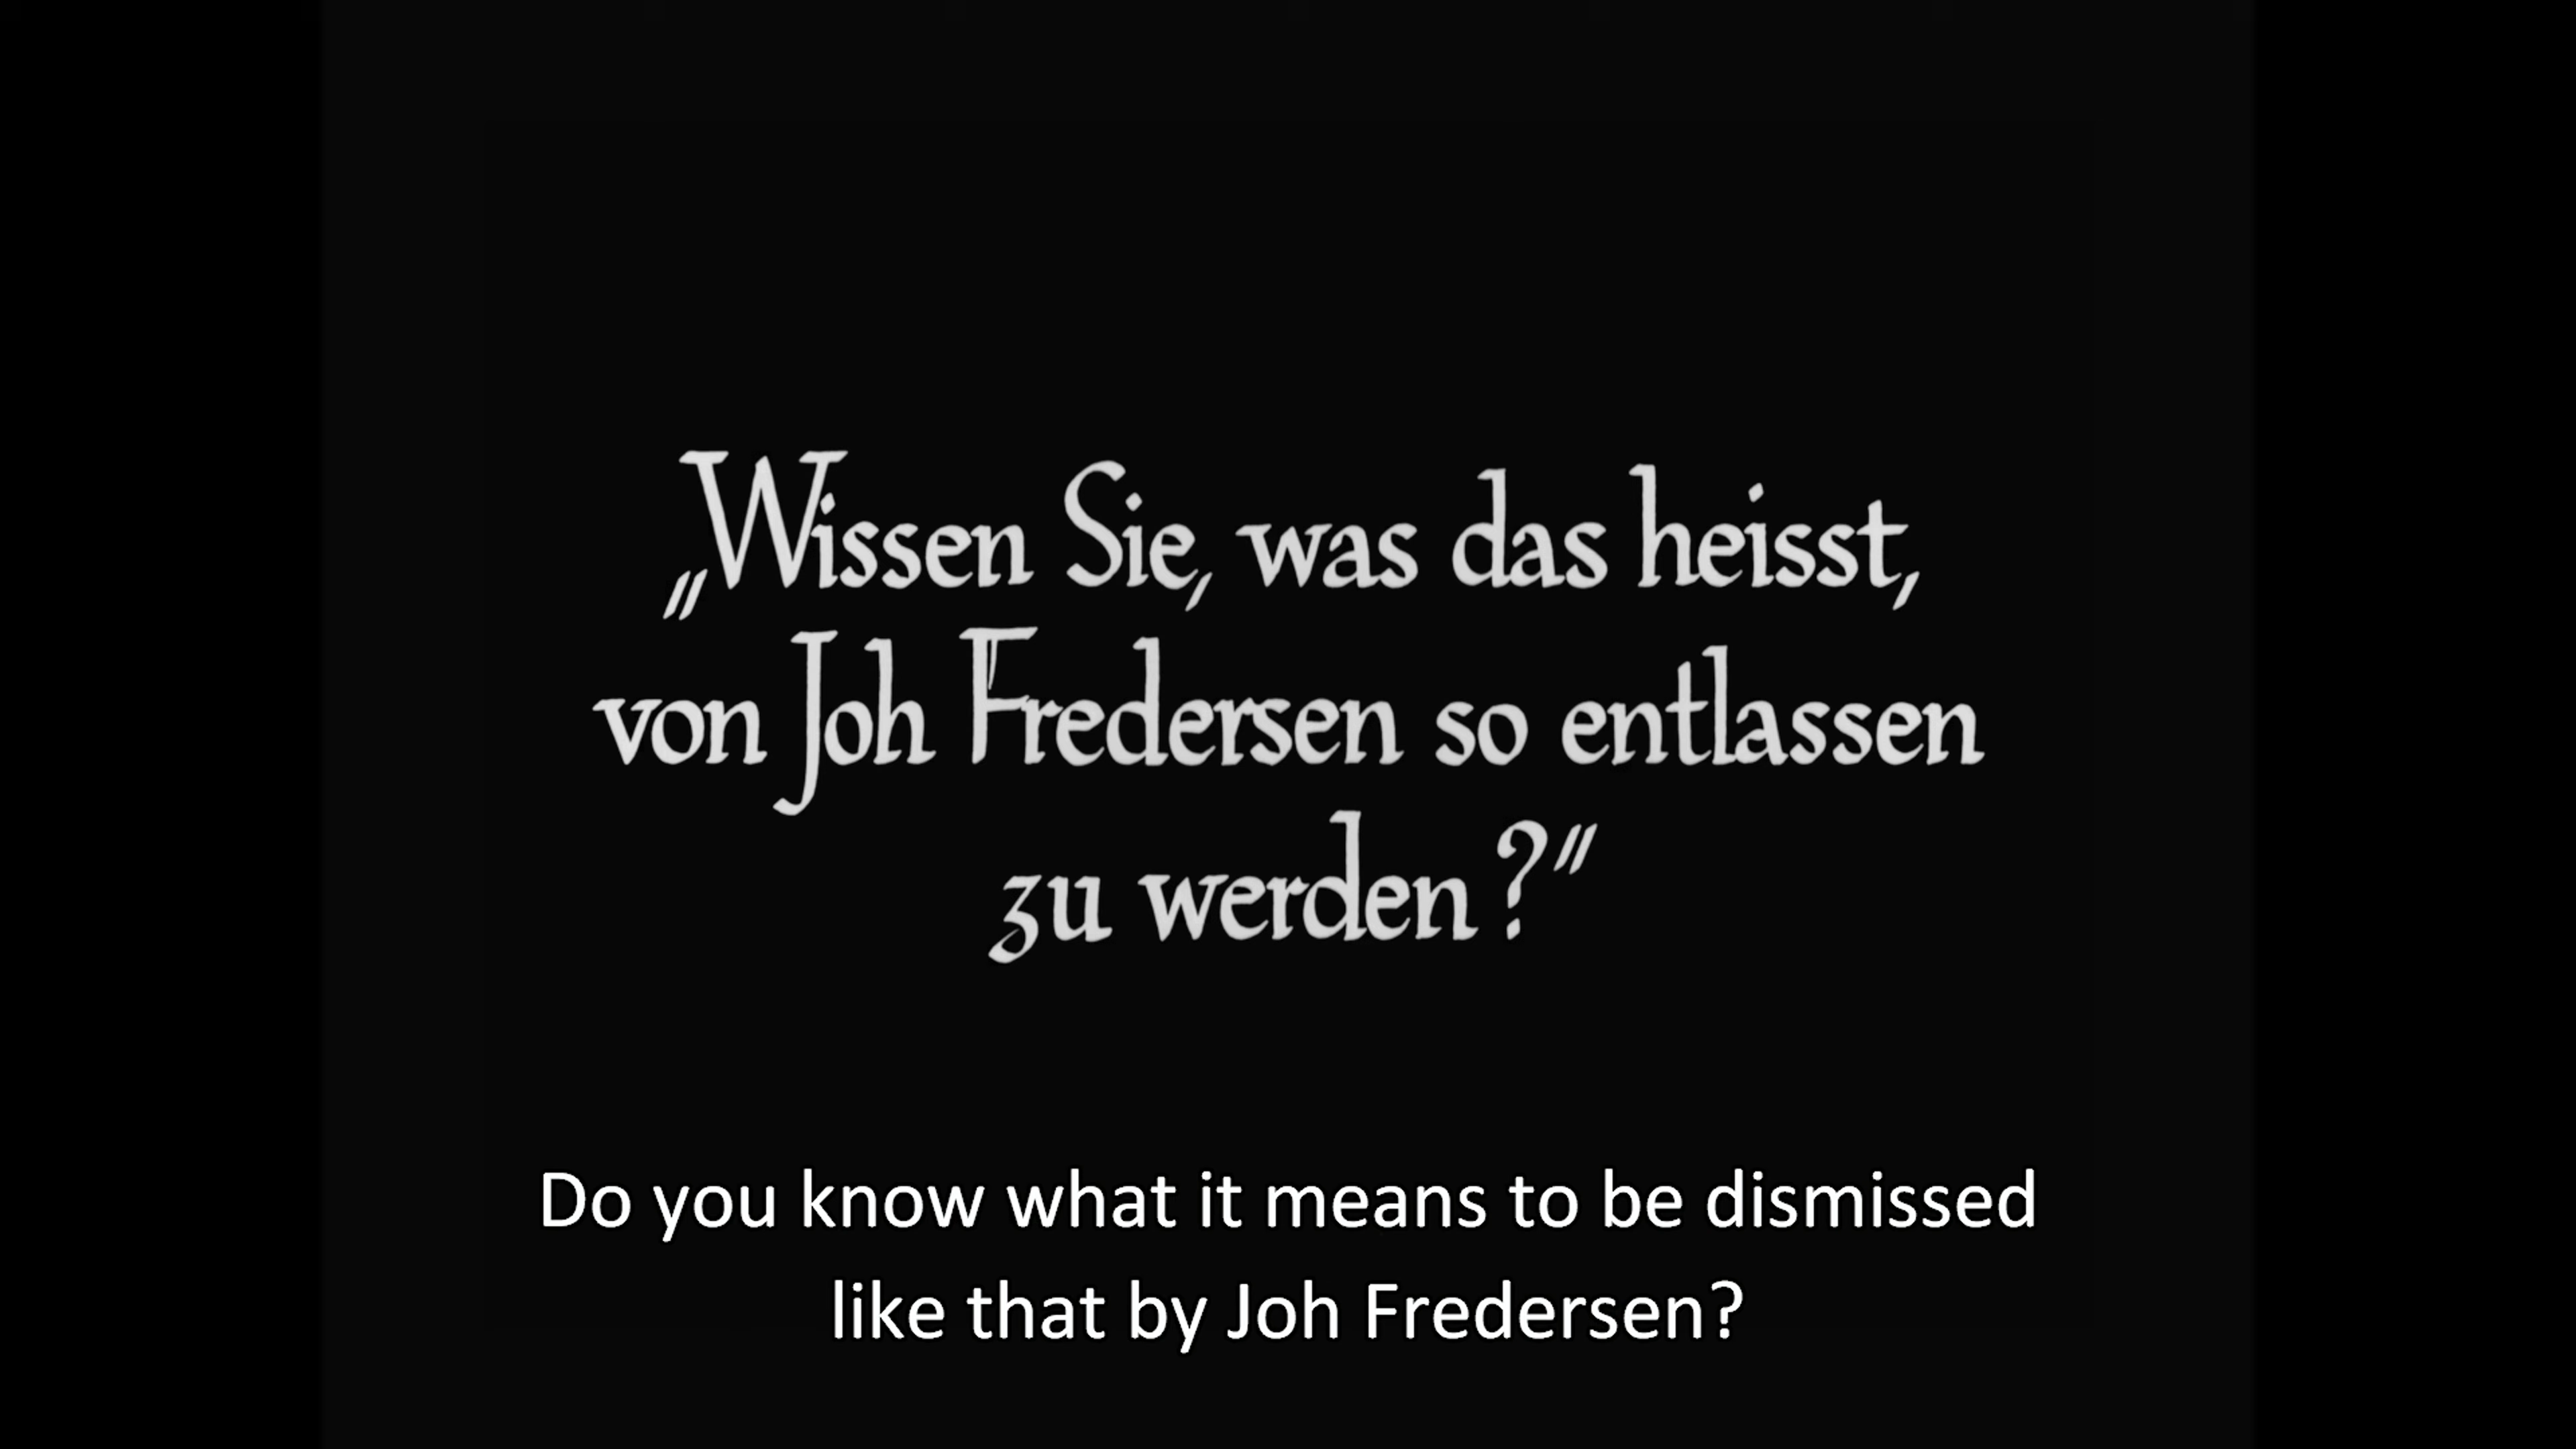 „Wissen Sie, was das heisst,
von Joh Fredersen so entlassen
zu werden?"
Do you know what it means to be dismissed
like that by Joh Fredersen?